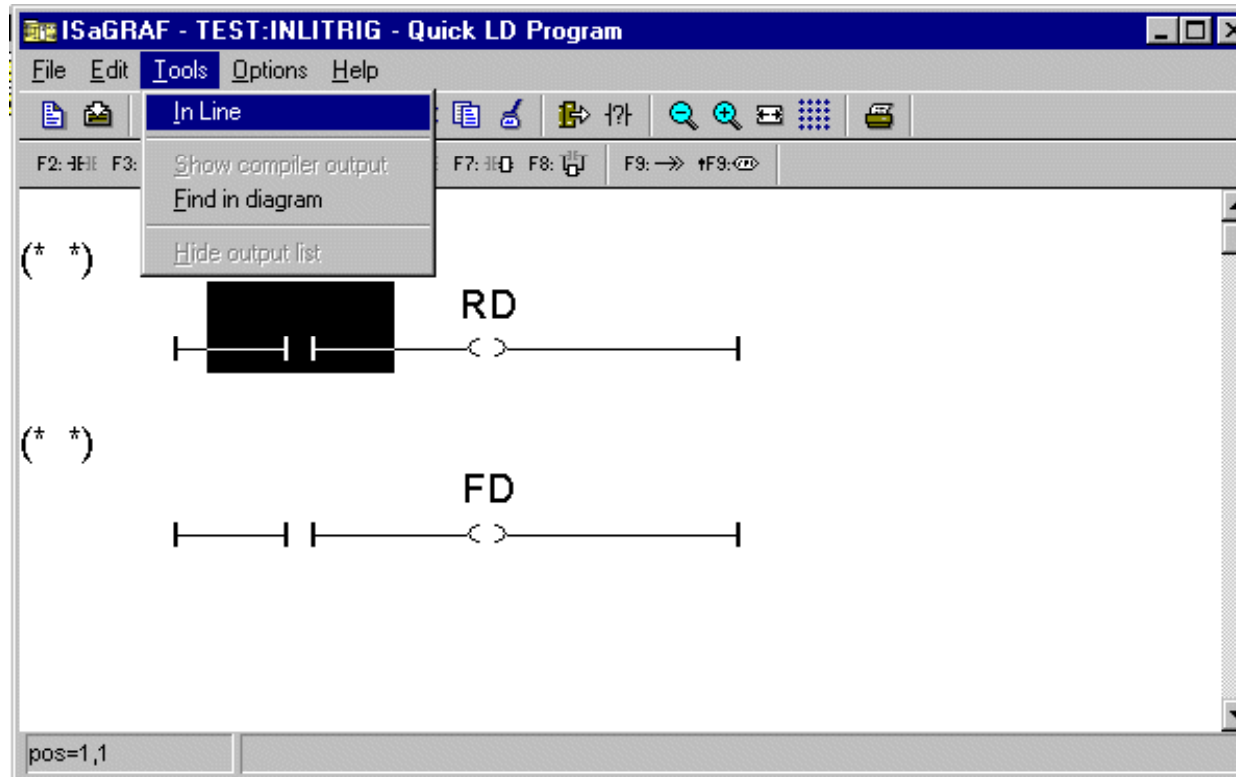 ISaGRAF - TEST:INLITRIG - Quick LD Program
File Edit Tools Options Help
In Line
Show compiler output
Find in diagram
Hide output list
F2: F3: F7: F8: F9: F9:
(* *)
RD
(* *)
FD
pos=1,1